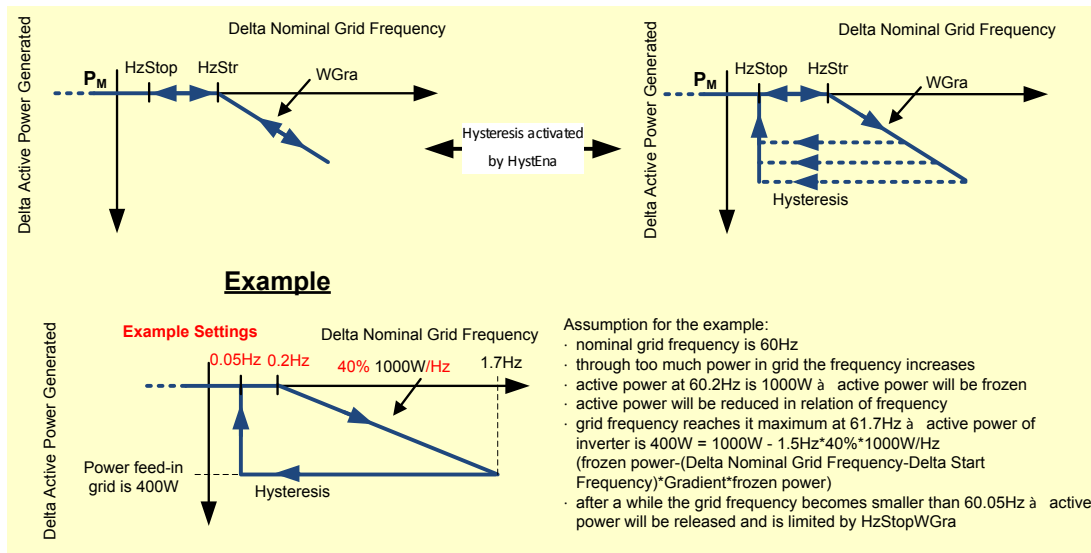 Delta Nominal Grid Frequency
Delta Active Power Generated
PM
HzStop
HzStr
WGra
Hysteresis activated
by HystEna
Delta Nominal Grid Frequency
Delta Active Power Generated
PM
HzStop
HzStr
WGra
Hysteresis
Example
Delta Active Power Generated
Example Settings
Delta Nominal Grid Frequency
0.05Hz
0.2Hz
40% 1000W/Hz
1.7Hz
Power feed-in
grid is 400W
Hysteresis
Assumption for the example:
· nominal grid frequency is 60Hz
· through too much power in grid the frequency increases
· active power at 60.2Hz is 1000W à active power will be frozen
· active power will be reduced in relation of frequency
· grid frequency reaches it maximum at 61.7Hz à active power of
inverter is 400W = 1000W - 1.5Hz*40%*1000W/Hz
(frozen power-(Delta Nominal Grid Frequency-Delta Start
Frequency)*Gradient*frozen power)
· after a while the grid frequency becomes smaller than 60.05Hz à active
power will be released and is limited by HzStopWGra